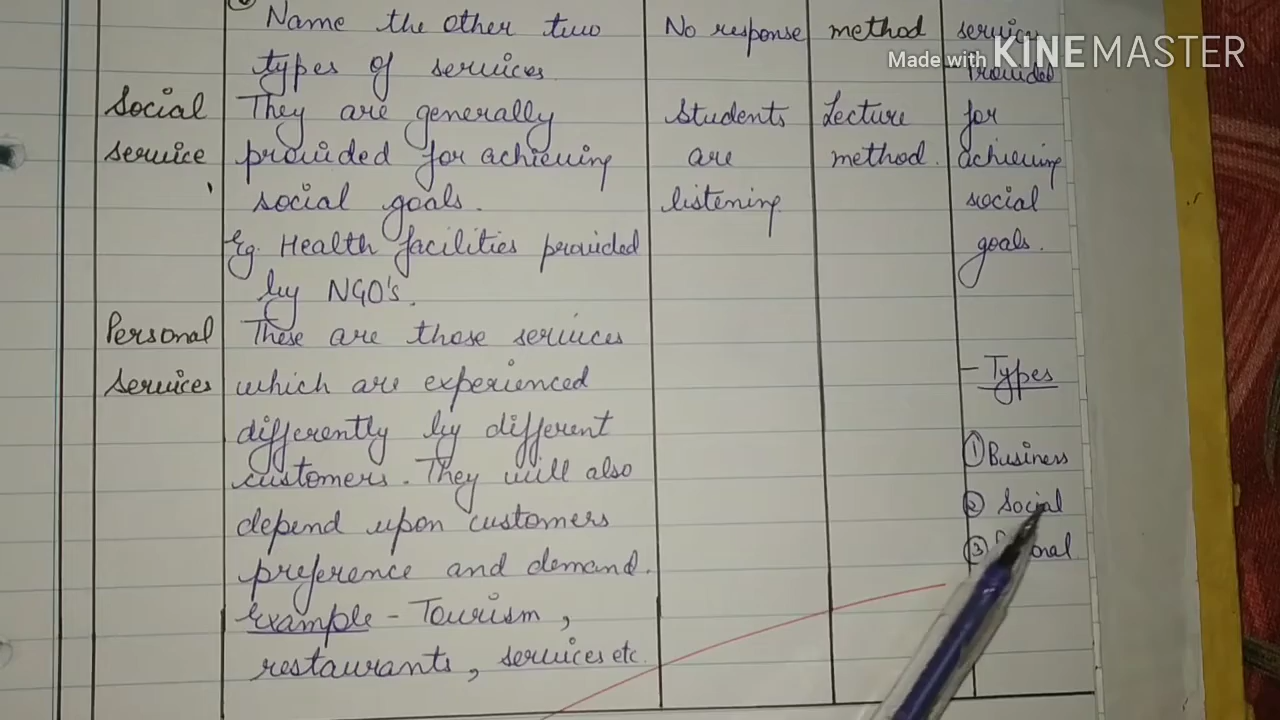 Name the other two
types of services
No response
method
service
Provided
Made with KINEMASTER
Social
service
They are generally
provided for achieving
social goals.
Eg. Health facilities provided
by NGO's.
Students
are
listening
Lecture
method.
for
achieving
social
goals.
Personal
Services
These are those services
which are experienced
differently by different
customers. They will also
depend upon customers
preference and demand.
Example - Tourism,
restaurants, services etc.
- Types
① Business
② Social
③